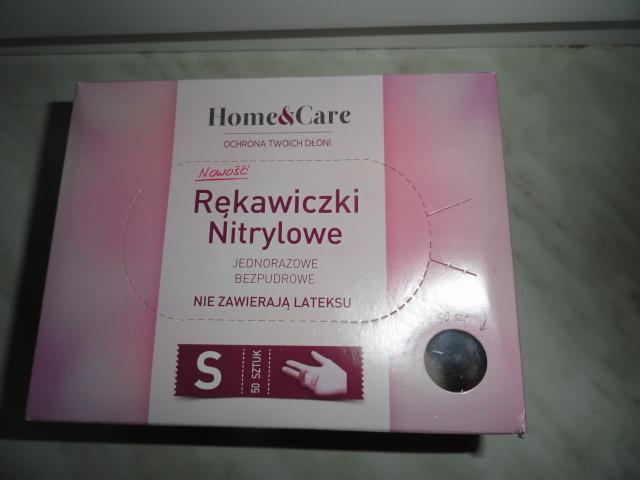 Home&Care
OCHRONA TWOICH DŁONI
Nowość!
Rękawiczki
Nitrylowe
JEDNORAZOWE
BEZPUDROWE
NIE ZAWIERAJĄ LATEKSU
S
50 SZTUK
50 szt